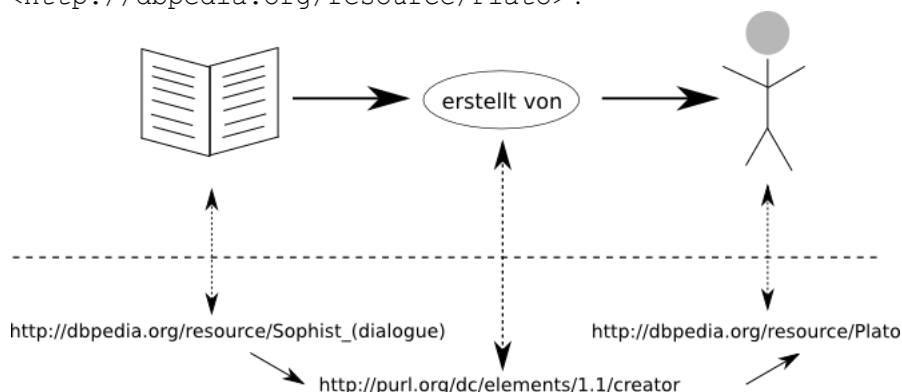 <http://dbpedia.org/resource/Plato> .
erstellt von
http://dbpedia.org/resource/Sophist_(dialogue)
http://dbpedia.org/resource/Plato
http://purl.org/dc/elements/1.1/creator